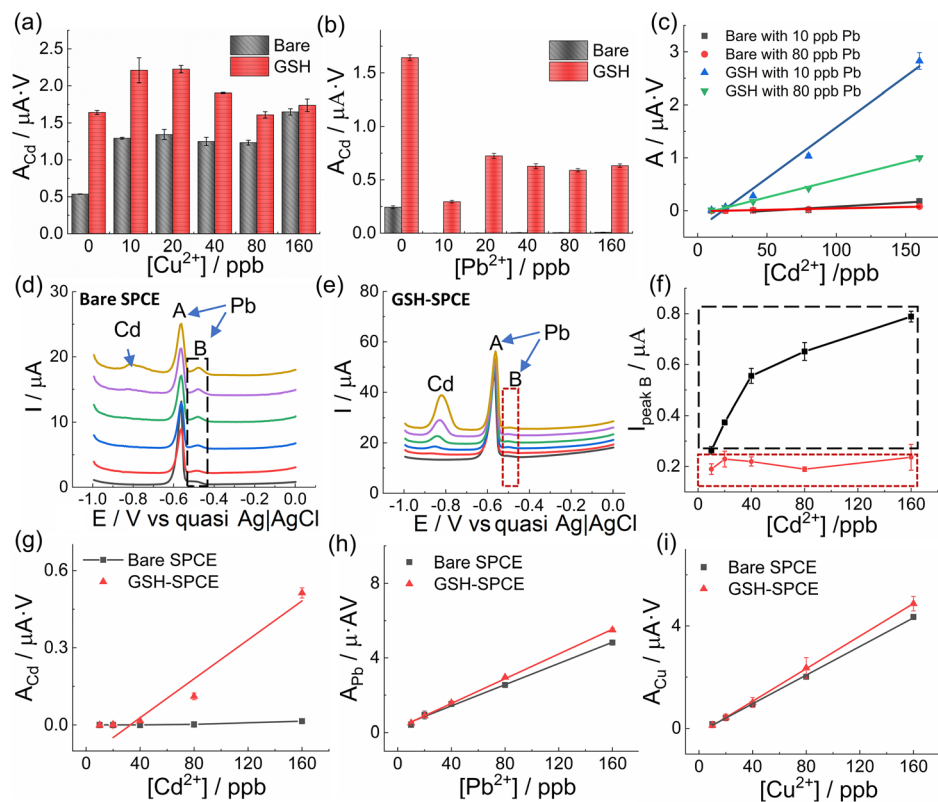 (a)
Bare
GSH
A_Cd / μA·V
2.5
2.0
1.5
1.0
0.5
0.0
0 10 20 40 80 160
[Cu²⁺] / ppb
(b)
Bare
GSH
A_Cd / μA·V
1.5
1.0
0.5
0.0
0 10 20 40 80 160
[Pb²⁺] / ppb
(c)
Bare with 10 ppb Pb
Bare with 80 ppb Pb
GSH with 10 ppb Pb
GSH with 80 ppb Pb
A / μA·V
3
2
1
0
0 40 80 120 160
[Cd²⁺] /ppb
(d)
Bare SPCE
A
Pb
Cd
B
I / μA
30
20
10
0
-1.0 -0.8 -0.6 -0.4 -0.2 0.0
E / V vs quasi Ag|AgCl
(e)
GSH-SPCE
A
Pb
Cd
B
I / μA
80
60
40
20
0
-1.0 -0.8 -0.6 -0.4 -0.2 0.0
E / V vs quasi Ag|AgCl
(f)
I_peak B / μA
0.8
0.6
0.4
0.2
0 40 80 120 160
[Cd²⁺] /ppb
(g)
Bare SPCE
GSH-SPCE
A_Cd / μA·V
0.6
0.3
0.0
0 40 80 120 160
[Cd²⁺] / ppb
(h)
Bare SPCE
GSH-SPCE
A_Pb / μ·AV
8
4
0
0 40 80 120 160
[Pb²⁺] / ppb
(i)
Bare SPCE
GSH-SPCE
A_Cu / μA·V
6
4
2
0
0 40 80 120 160
[Cu²⁺] / ppb